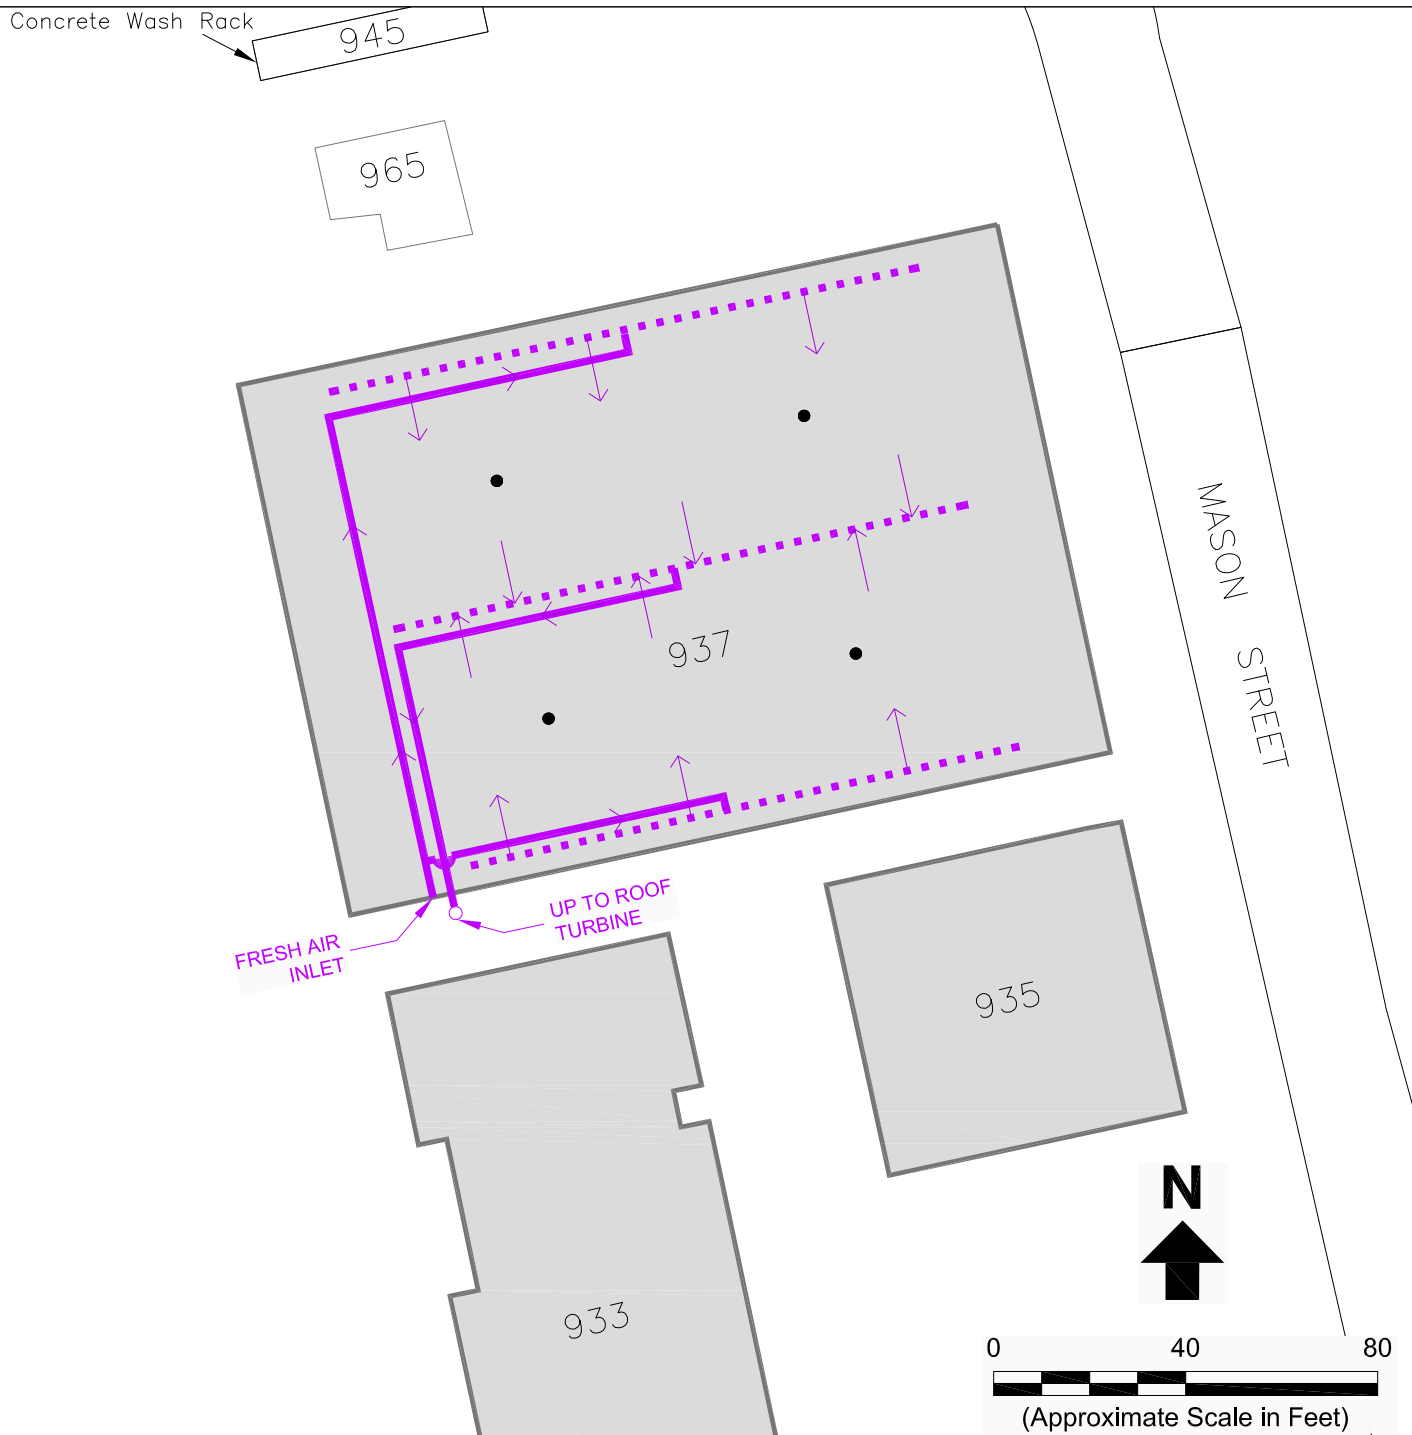 Concrete Wash Rack
945
965
937
MASON STREET
UP TO ROOF
TURBINE
FRESH AIR
INLET
935
933
N
0 40 80
(Approximate Scale in Feet)